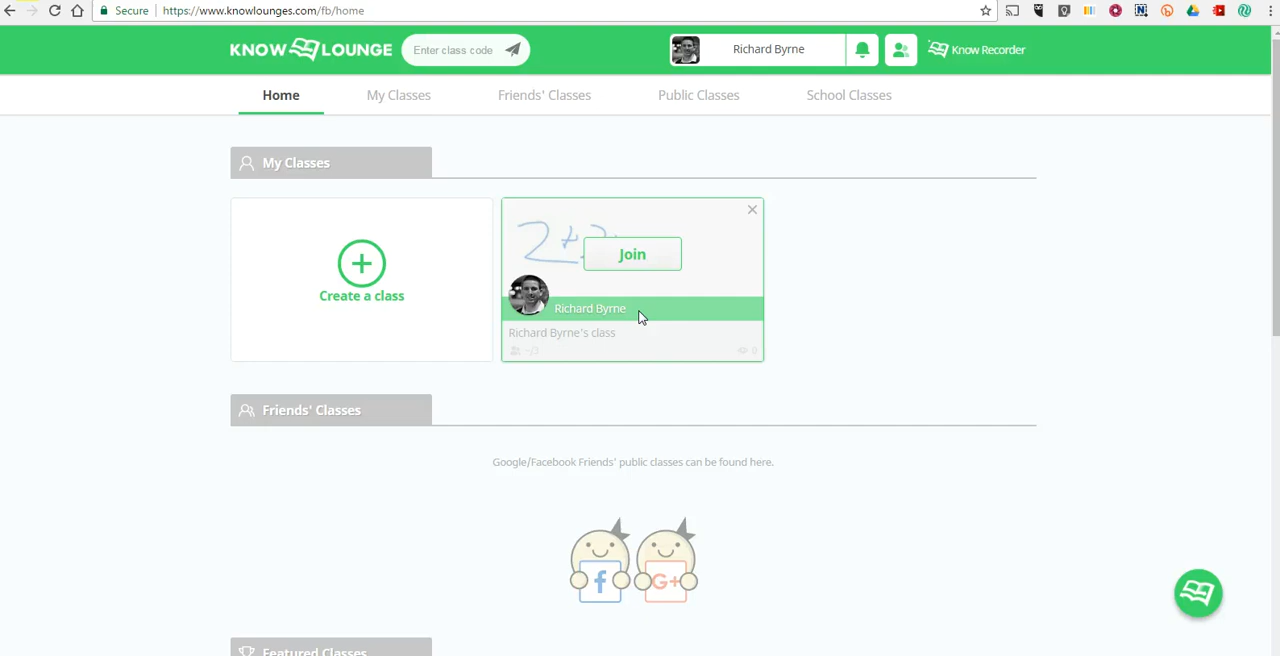 Secure
https://www.knowlounges.com/fb/home
KNOW LOUNGE
Enter class code
Richard Byrne
Know Recorder
Home
My Classes
Friends' Classes
Public Classes
School Classes
My Classes
Create a class
2+2
Join
Richard Byrne
Richard Byrne's class
Friends' Classes
Google/Facebook Friends' public classes can be found here.
f
G+
Featured Classes